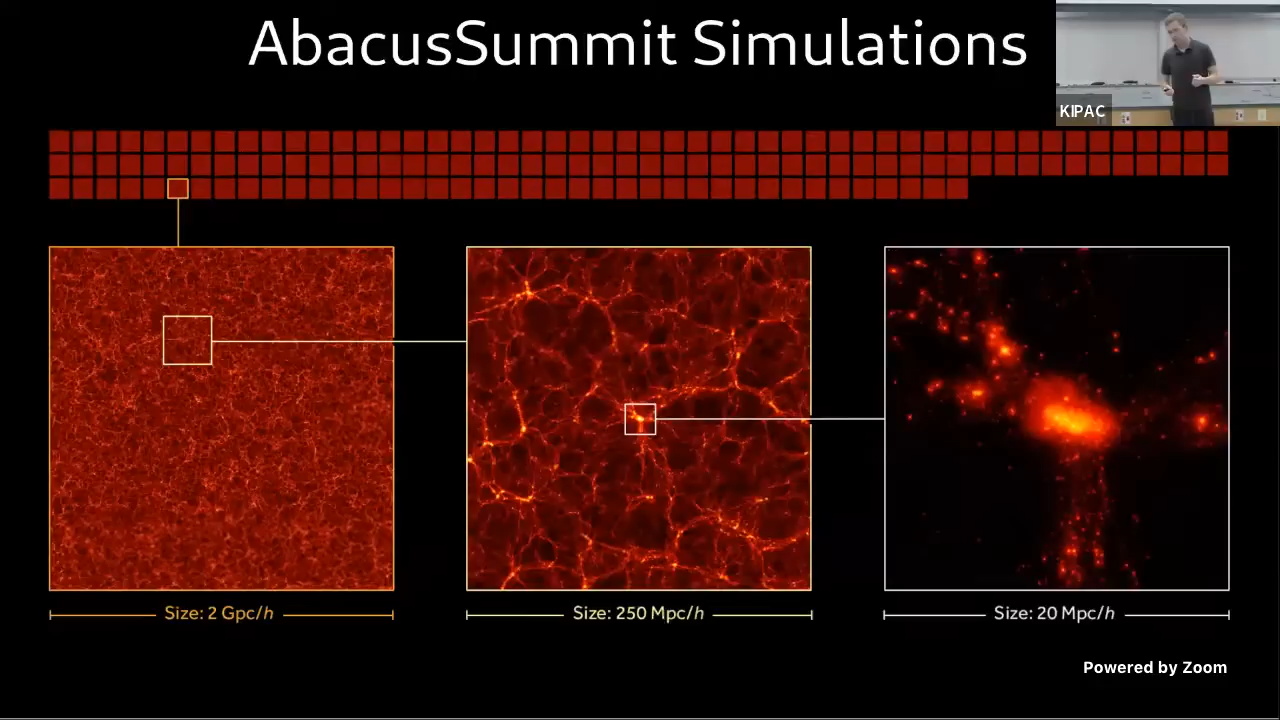 AbacusSummit Simulations
KIPAC
Size: 2 Gpc/h
Size: 250 Mpc/h
Size: 20 Mpc/h
Powered by Zoom